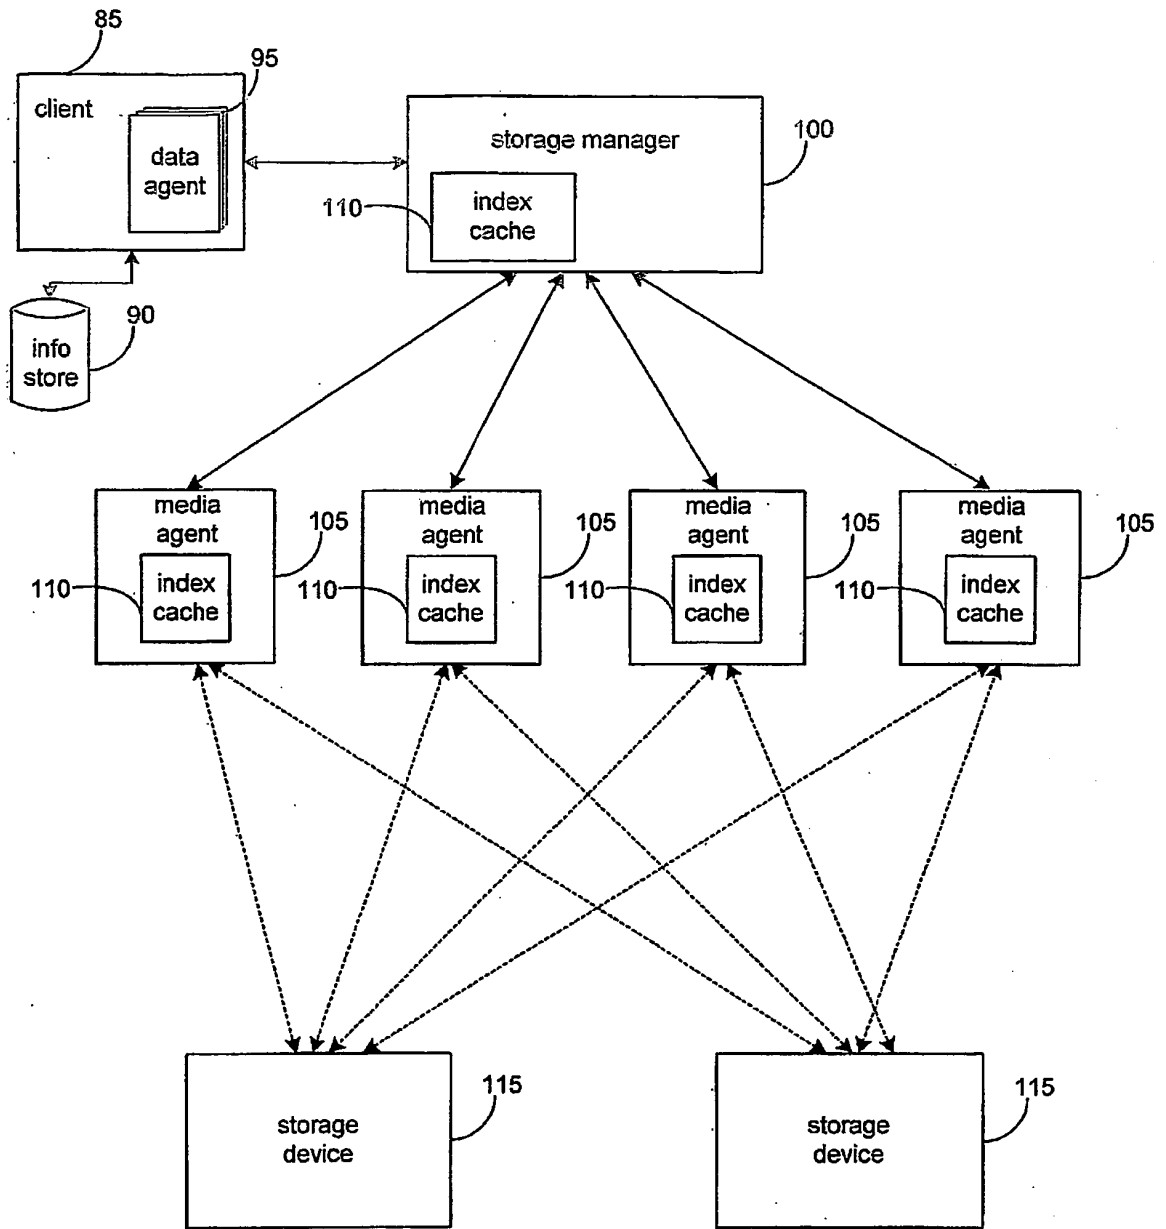 85
95
client
data
agent
storage manager
100
110
index
cache
90
info
store
media
agent
105
110
index
cache
media
agent
105
110
index
cache
media
agent
105
110
index
cache
media
agent
105
110
index
cache
storage
device
115
storage
device
115